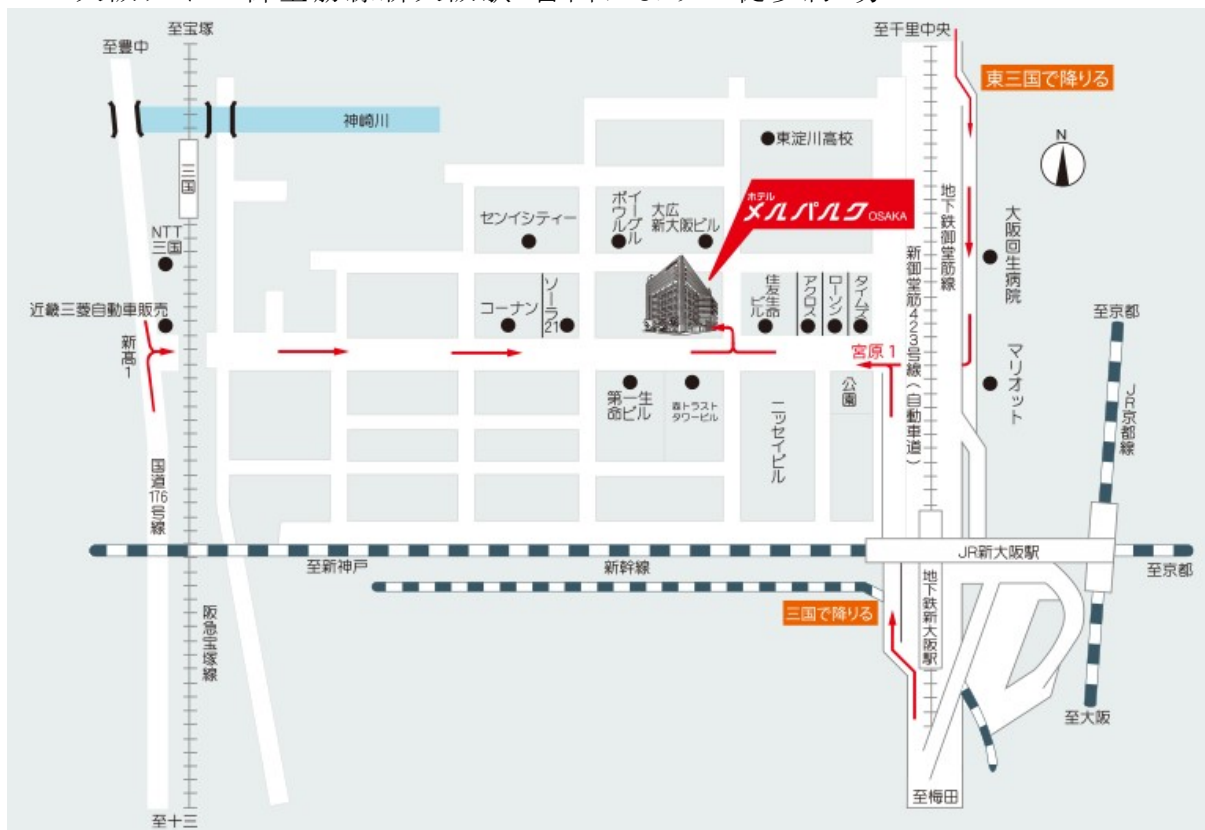 至宝塚
至豊中
至千里中央
東三国で降りる
神崎川
東淀川高校
N
三国
ホテル
メルパルク OSAKA
イーグル
ボウル
大広
新大阪ビル
センイシティー
NTT
三国
地下鉄御堂筋線
新御堂筋423号線(自動車道)
大阪回生病院
近畿三菱自動車販売
コーナン
ソーラ21
住友生命
ビル
アクロス
ローソン
タイムズ
至京都
新高1
宮原1
マリオット
JR京都線
第一生
命ビル
森トラスト
タワービル
ニッセイビル
公園
国道176号線
JR新大阪駅
至新神戸
新幹線
至京都
三国で降りる
地下鉄新大阪駅
阪急宝塚線
至大阪
至梅田
至十三